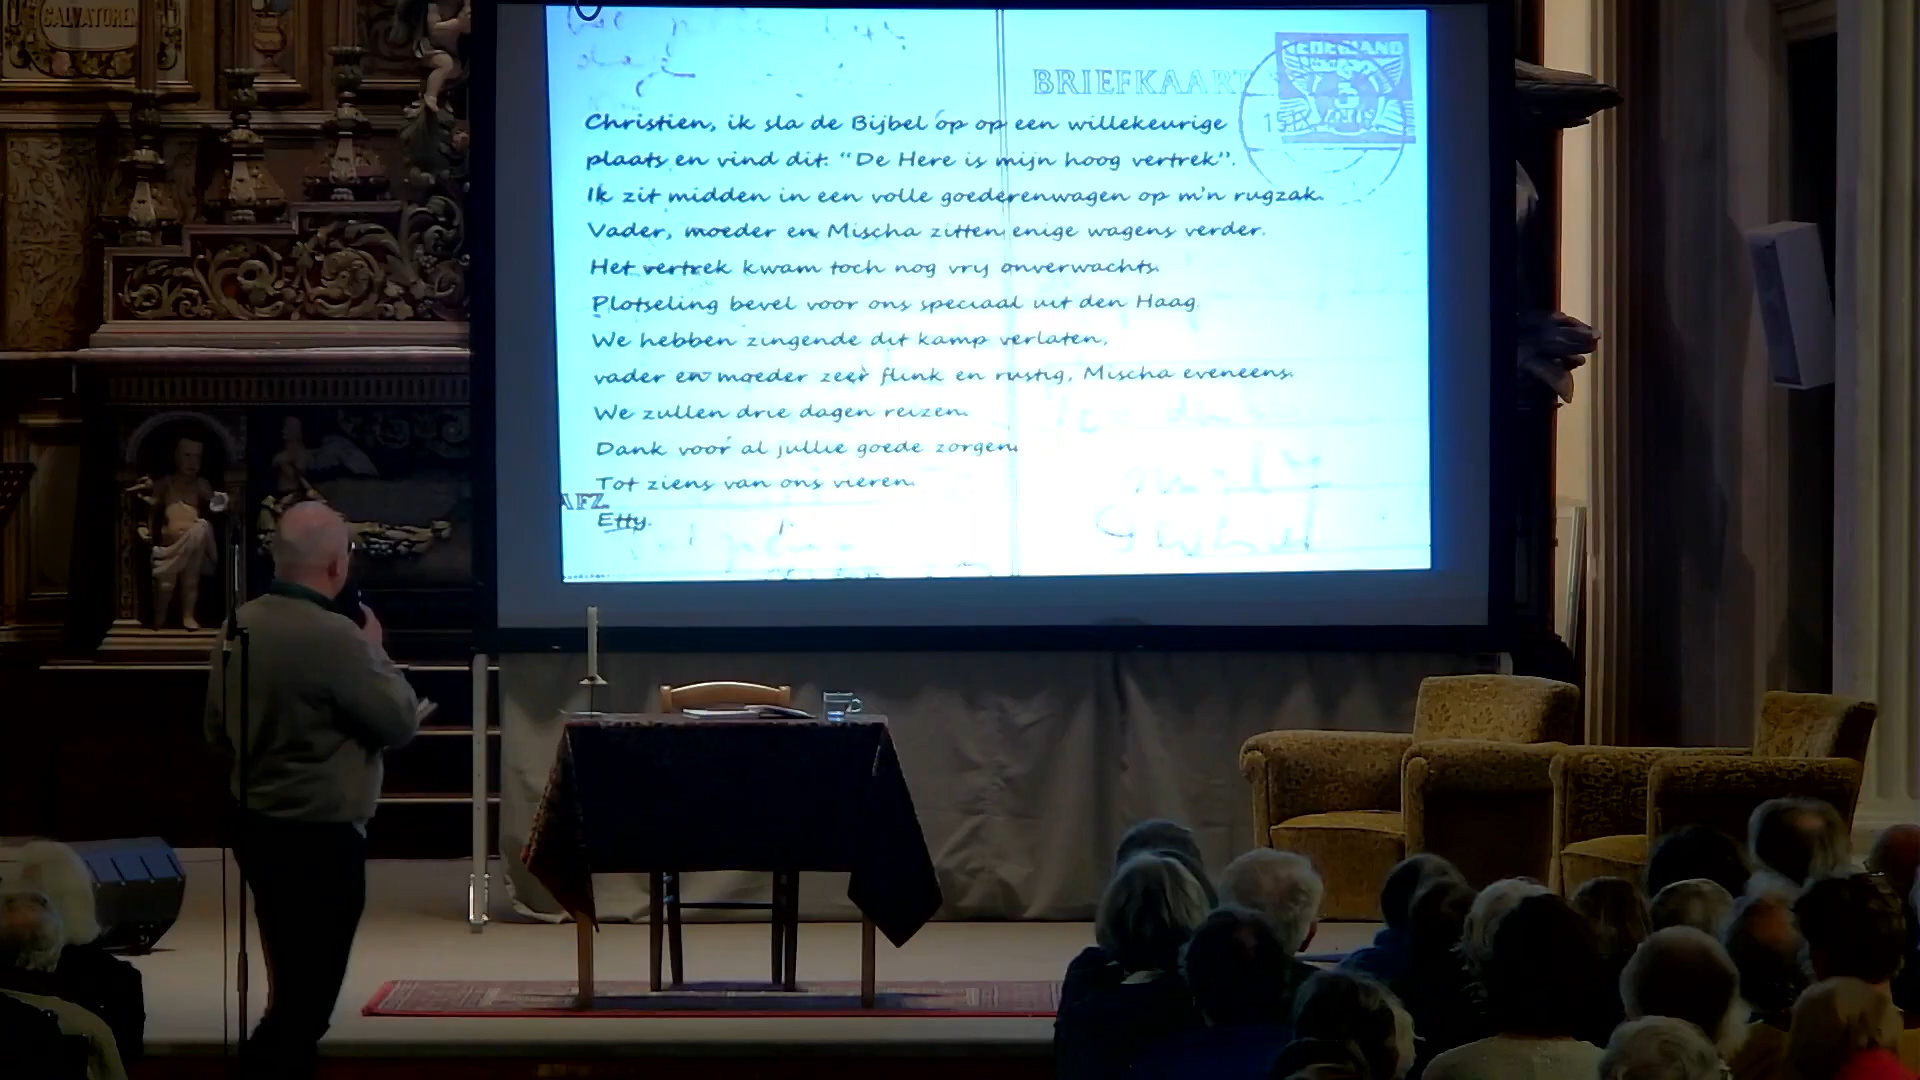 SALVATOREM
NEDERLAND
BRIEFKAART
Christien, ik sla de Bijbel op op een willekeurige
plaats en vind dit: “De Here is mijn hoog vertrek”.
Ik zit midden in een volle goederenwagen op m'n rugzak.
Vader, moeder en Mischa zitten enige wagens verder.
Het vertrek kwam toch nog vrij onverwachts.
Plotseling bevel voor ons speciaal uit den Haag.
We hebben zingende dit kamp verlaten,
vader en moeder zeer flink en rustig, Mischa eveneens.
We zullen drie dagen reizen.
Dank voor al jullie goede zorgen.
Tot ziens van ons vieren.
AFZ.
Etty.